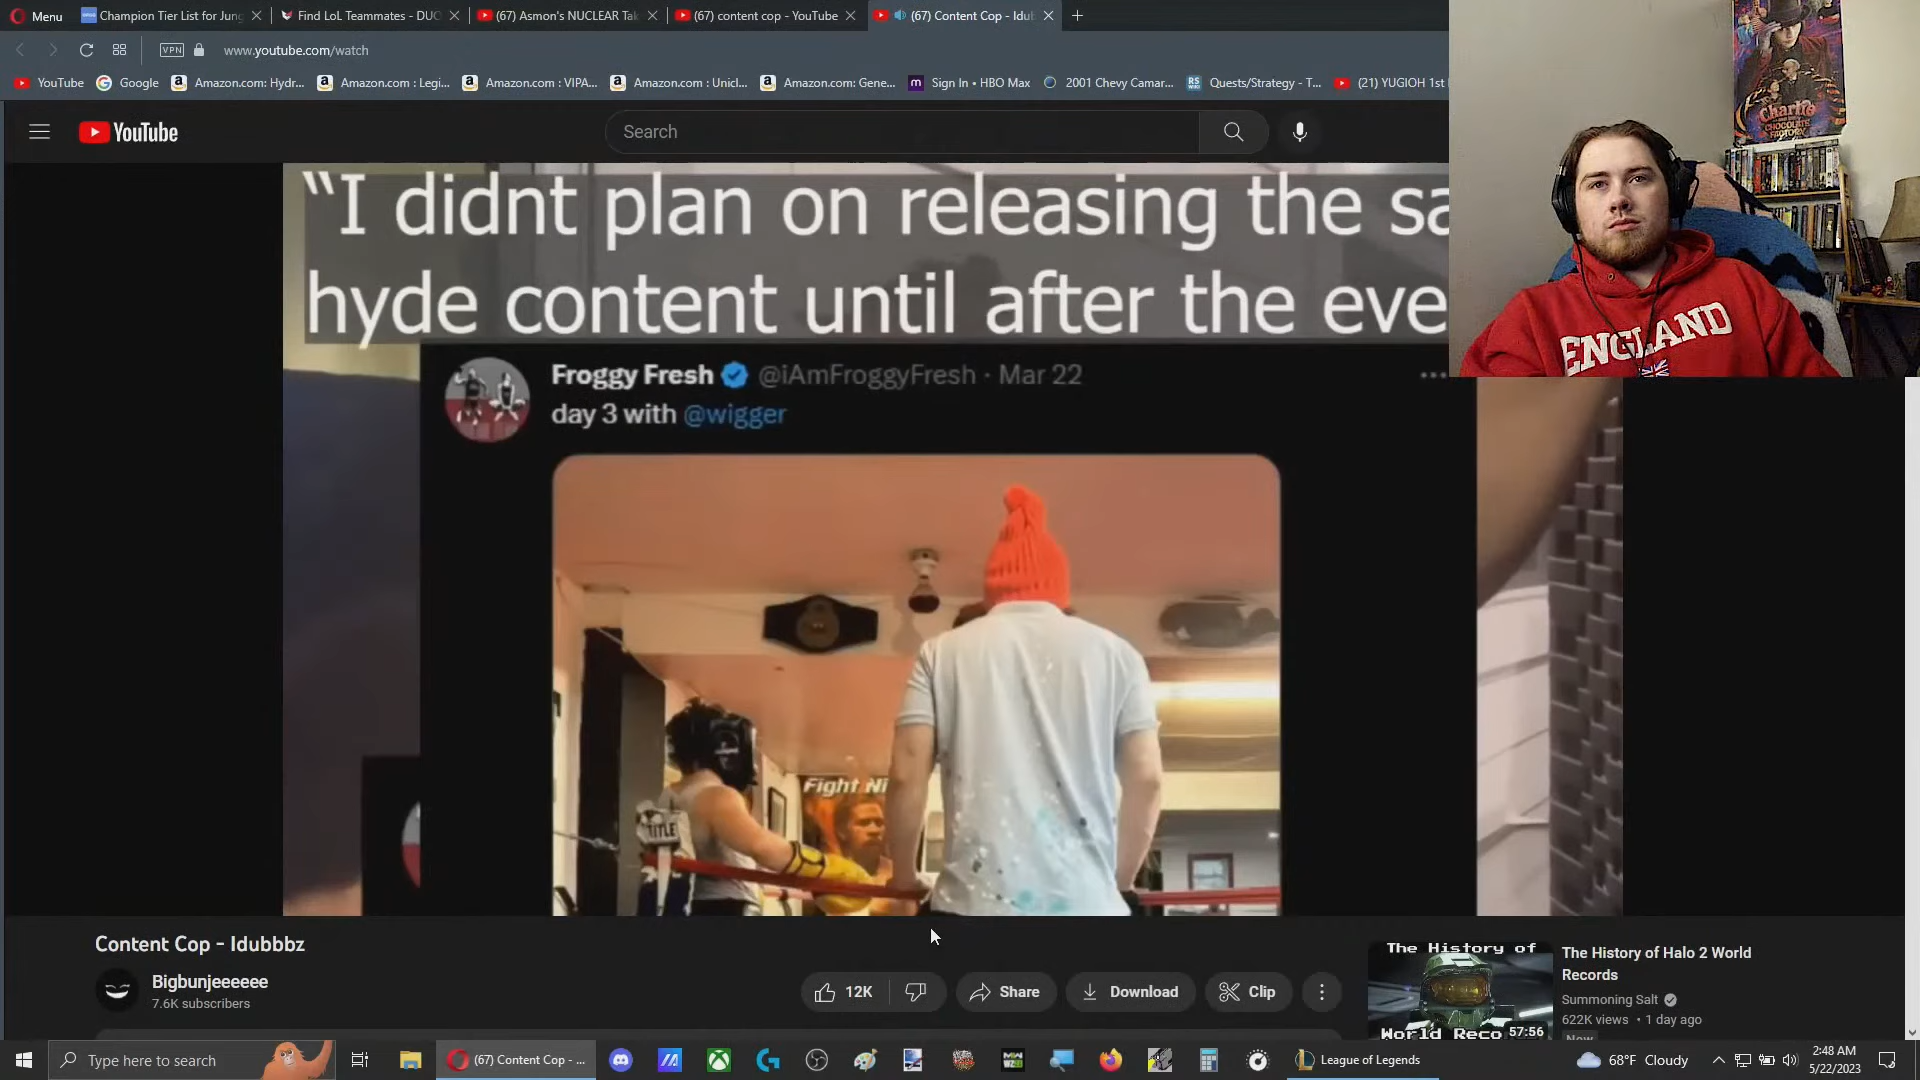 Menu
Champion Tier List for Jung
Find LoL Teammates - DUO
(67) Asmon's NUCLEAR Tak
(67) content cop - YouTube
(67) Content Cop - Idub
VPN
www.youtube.com/watch
YouTube
Google
Amazon.com: Hydr...
Amazon.com : Legi...
Amazon.com : VIPA...
Amazon.com : Unicl...
Amazon.com: Gene...
Sign In • HBO Max
2001 Chevy Camar...
Quests/Strategy - T...
(21) YUGIOH 1st
YouTube
Search
Charlie
CHOCOLATE
FACTORY
ENGLAND
“I didnt plan on releasing the sa
hyde content until after the eve
Froggy Fresh @iAmFroggyFresh · Mar 22
day 3 with @wigger
Fight Ni
TITLE
Content Cop - Idubbbz
Bigbunjeeeeee
7.6K subscribers
12K
Share
Download
Clip
The History of
World Reco
57:56
The History of Halo 2 World
Records
Summoning Salt
622K views • 1 day ago
New
Type here to search
(67) Content Cop - ...
League of Legends
68°F Cloudy
2:48 AM
5/22/2023